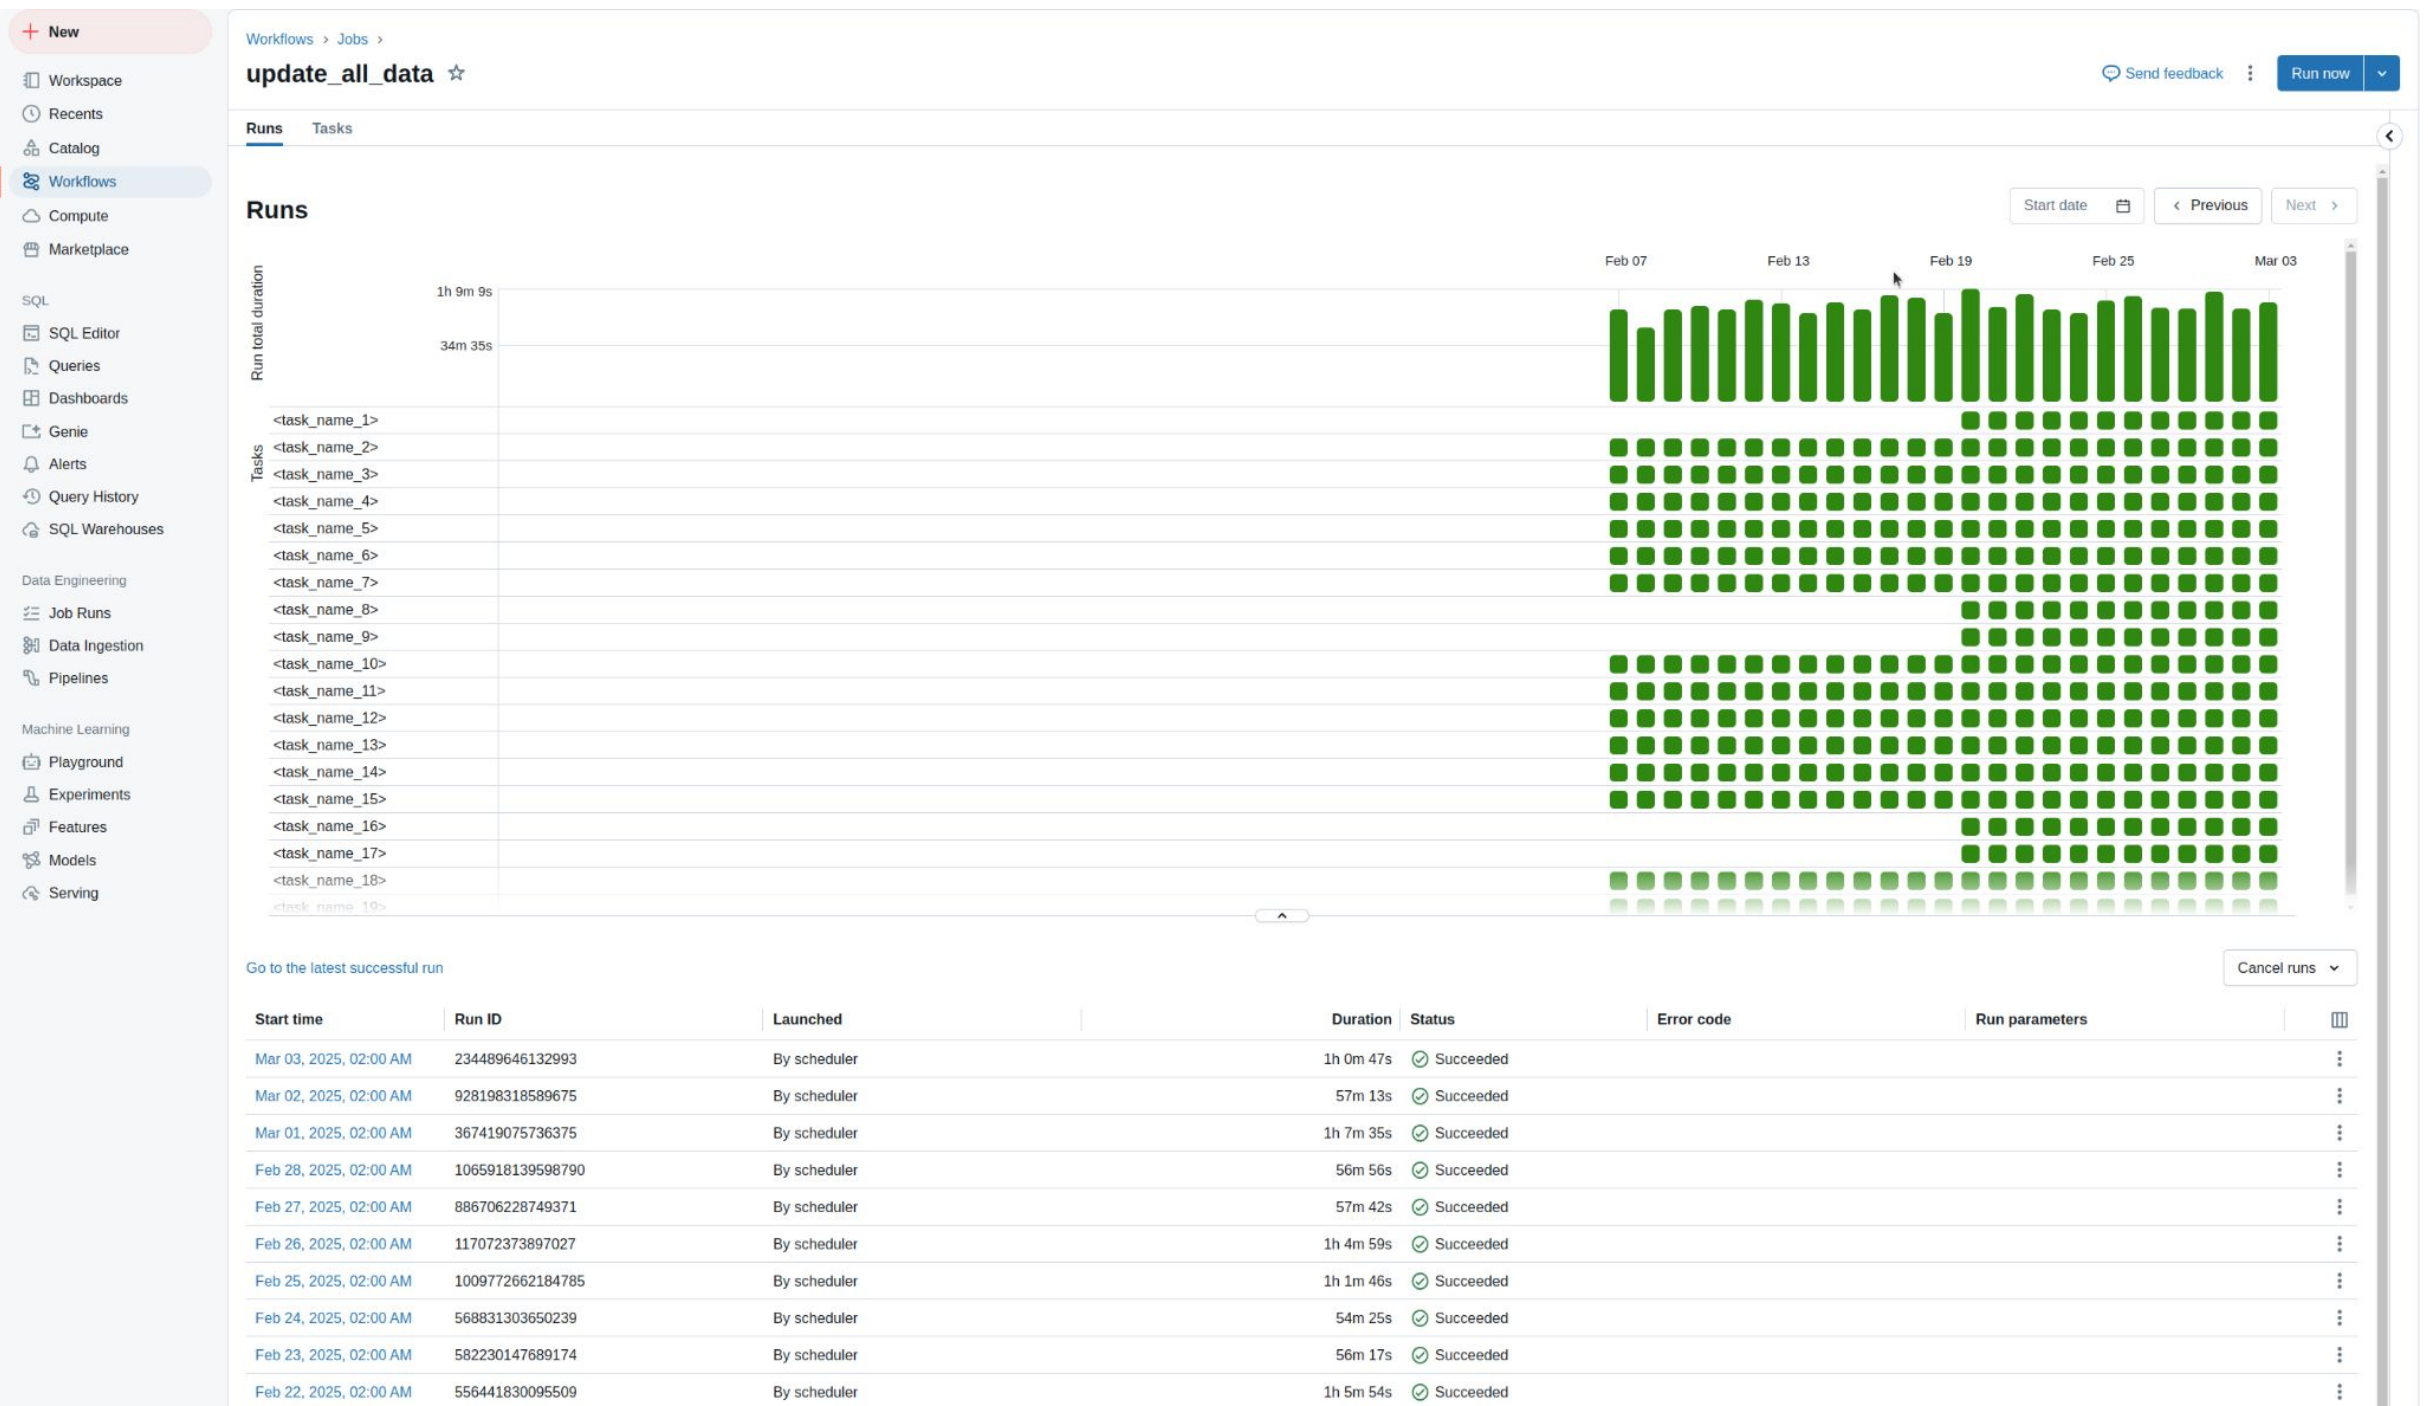 New
Workspace
Recents
Catalog
Workflows
Compute
Marketplace
SQL
SQL Editor
Queries
Dashboards
Genie
Alerts
Query History
SQL Warehouses
Data Engineering
Job Runs
Data Ingestion
Pipelines
Machine Learning
Playground
Experiments
Features
Models
Serving
Workflows > Jobs >
update_all_data
Send feedback
Run now
Runs Tasks
Runs
Start date
Previous
Next
Feb 07 Feb 13 Feb 19 Feb 25 Mar 03
Run total duration
1h 9m 9s
34m 35s
Tasks
<task_name_1>
<task_name_2>
<task_name_3>
<task_name_4>
<task_name_5>
<task_name_6>
<task_name_7>
<task_name_8>
<task_name_9>
<task_name_10>
<task_name_11>
<task_name_12>
<task_name_13>
<task_name_14>
<task_name_15>
<task_name_16>
<task_name_17>
<task_name_18>
<task_name_19>
Go to the latest successful run
Cancel runs
Start time Run ID Launched Duration Status Error code Run parameters
Mar 03, 2025, 02:00 AM 234489646132993 By scheduler 1h 0m 47s Succeeded
Mar 02, 2025, 02:00 AM 928198318589675 By scheduler 57m 13s Succeeded
Mar 01, 2025, 02:00 AM 367419075736375 By scheduler 1h 7m 35s Succeeded
Feb 28, 2025, 02:00 AM 1065918139598790 By scheduler 56m 56s Succeeded
Feb 27, 2025, 02:00 AM 886706228749371 By scheduler 57m 42s Succeeded
Feb 26, 2025, 02:00 AM 117072373897027 By scheduler 1h 4m 59s Succeeded
Feb 25, 2025, 02:00 AM 1009772662184785 By scheduler 1h 1m 46s Succeeded
Feb 24, 2025, 02:00 AM 568831303650239 By scheduler 54m 25s Succeeded
Feb 23, 2025, 02:00 AM 582230147689174 By scheduler 56m 17s Succeeded
Feb 22, 2025, 02:00 AM 556441830095509 By scheduler 1h 5m 54s Succeeded